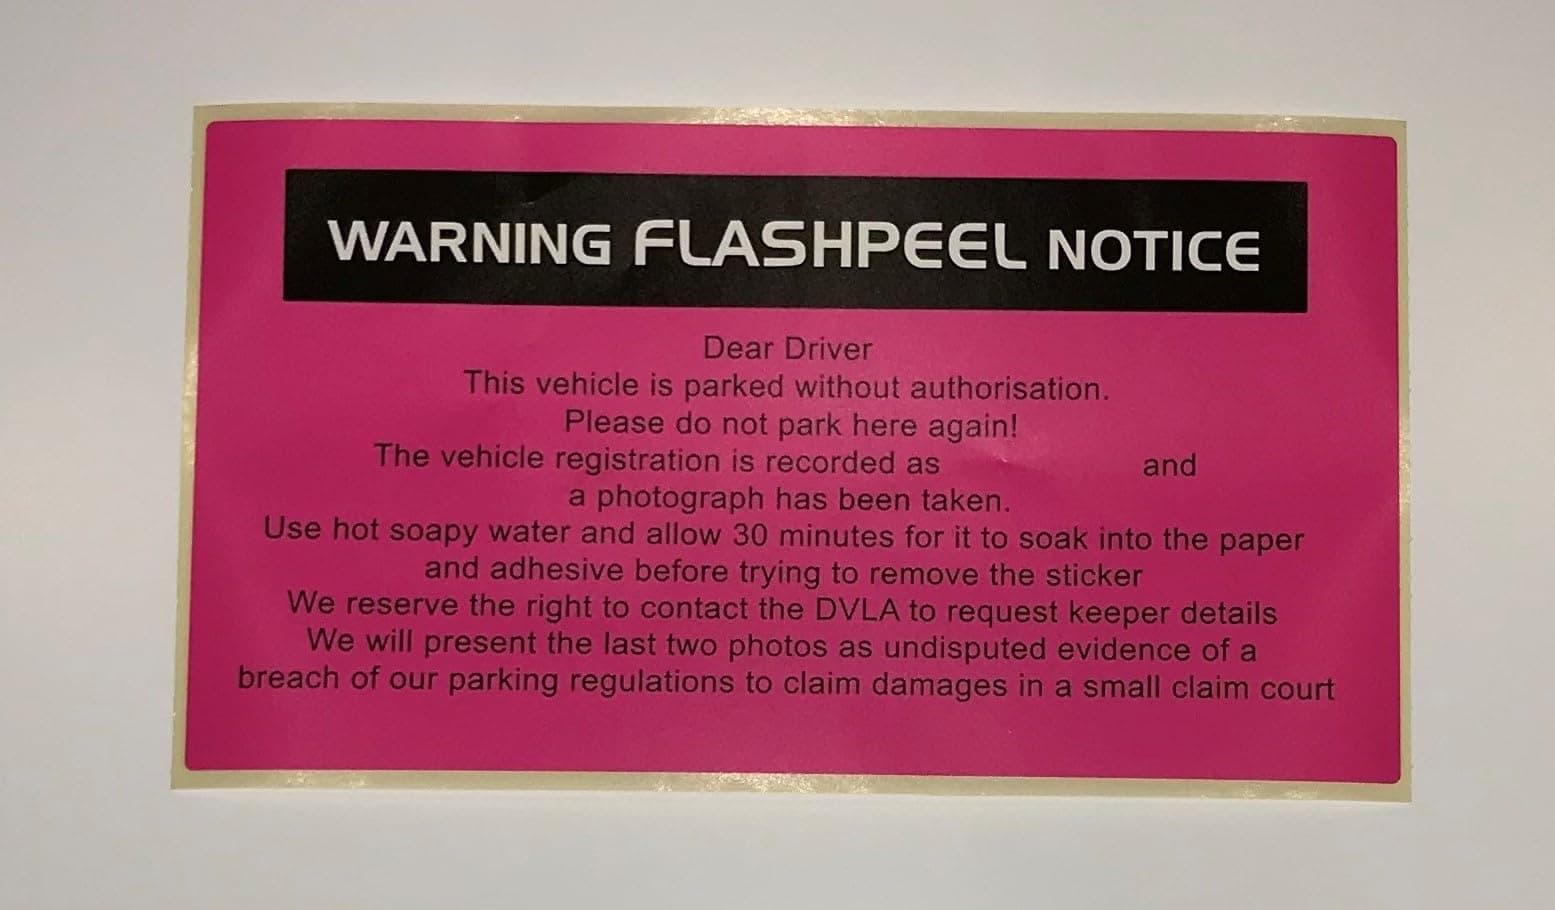 WARNING FLASHPEEL NOTICE
Dear Driver
This vehicle is parked without authorisation.
Please do not park here again!
The vehicle registration is recorded as and
a photograph has been taken.
Use hot soapy water and allow 30 minutes for it to soak into the paper
and adhesive before trying to remove the sticker
We reserve the right to contact the DVLA to request keeper details
We will present the last two photos as undisputed evidence of a
breach of our parking regulations to claim damages in a small claim court